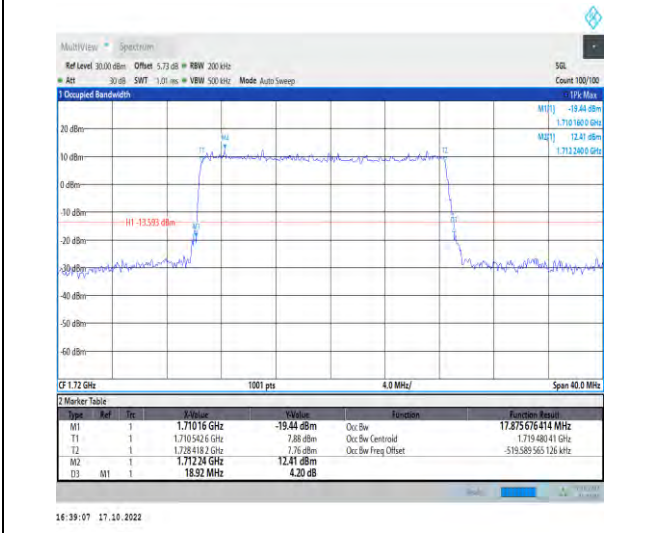 MultiView Spectrum
Ref Level 30.00 dBm Offset 5.73 dB RBW 200 kHz SGL
Att 30 dB SWT 1.01 ms VBW 500 kHz Mode Auto Sweep Count 100/100
1 Occupied Bandwidth 1Pk Max
M1[1] -19.44 dBm
1.710 160 0 GHz
M2[1] 12.41 dBm
1.712 240 0 GHz
20 dBm
M2
T1 T2
10 dBm
0 dBm
-10 dBm
H1 -13.593 dBm
-20 dBm
-30 dBm
-40 dBm
-50 dBm
-60 dBm
CF 1.72 GHz 1001 pts 4.0 MHz/ Span 40.0 MHz
2 Marker Table
Type Ref Trc X-Value Y-Value Function Function Result
M1 1 1.71016 GHz -19.44 dBm Occ Bw 17.875 676 414 MHz
T1 1 1.710 542 6 GHz 7.88 dBm Occ Bw Centroid 1.719 480 41 GHz
T2 1 1.728 418 2 GHz 7.76 dBm Occ Bw Freq Offset -519.589 565 126 kHz
M2 1 1.71224 GHz 12.41 dBm
D3 M1 1 18.92 MHz 4.20 dB
16:39:07 17.10.2022